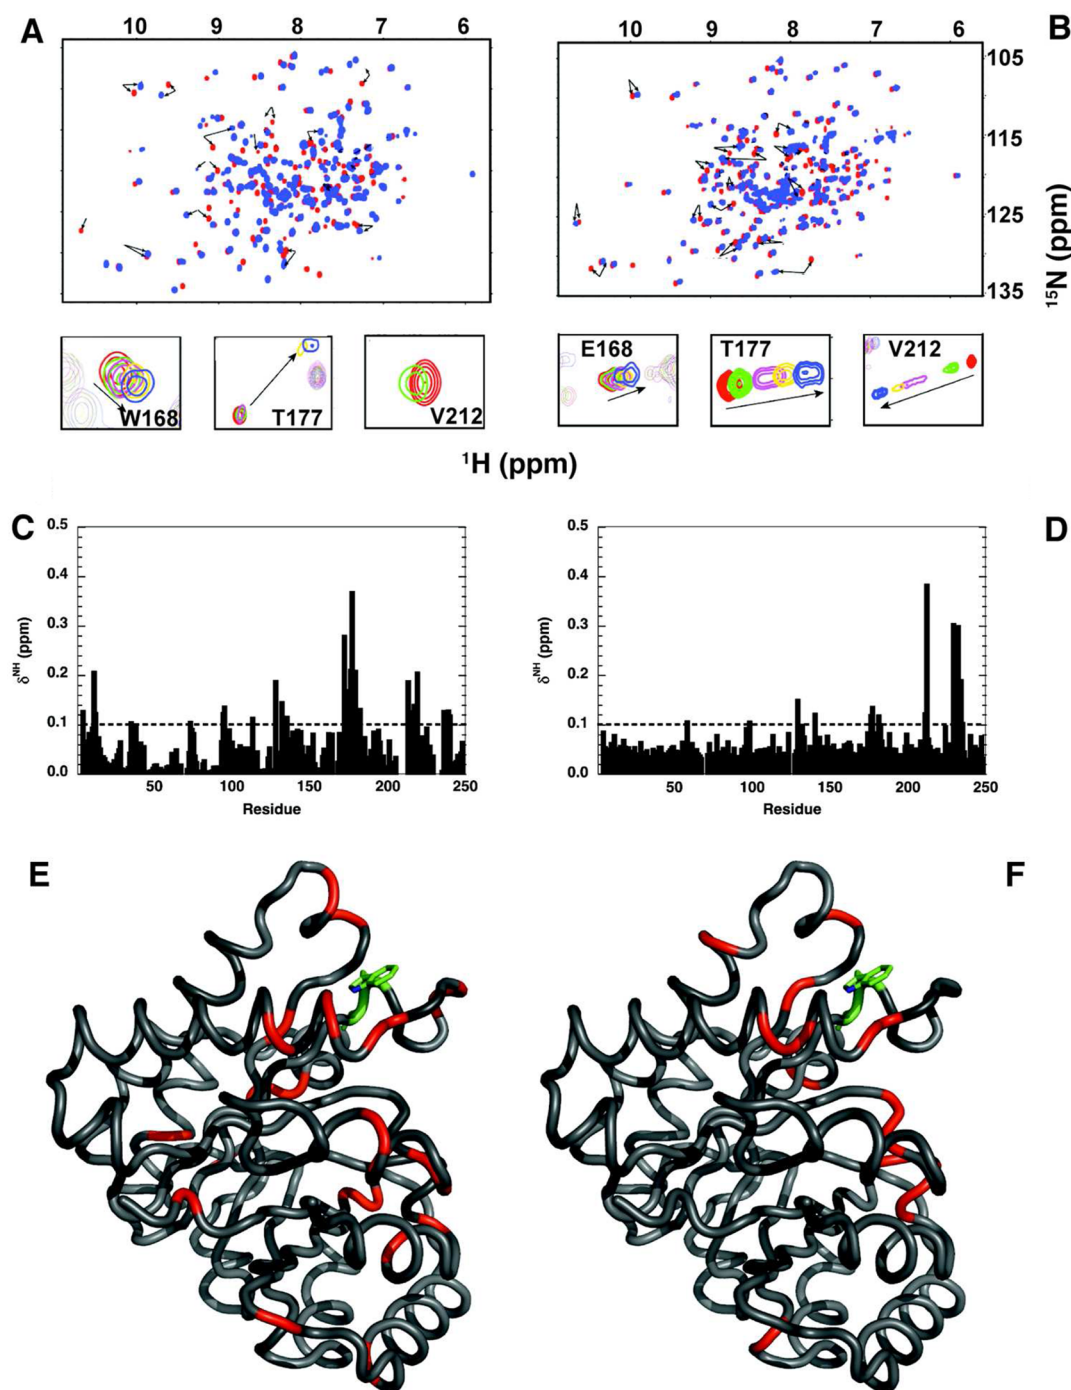 A
10 9 8 7 6
10 9 8 7 6
B
105
115
125
135
¹⁵N (ppm)
W168
T177
V212
E168
T177
V212
¹H (ppm)
C
0.5
0.4
0.3
0.2
0.1
0.0
δᴺᴴ (ppm)
50 100 150 200 250
Residue
D
0.5
0.4
0.3
0.2
0.1
0.0
δᴺᴴ (ppm)
50 100 150 200 250
Residue
E
F